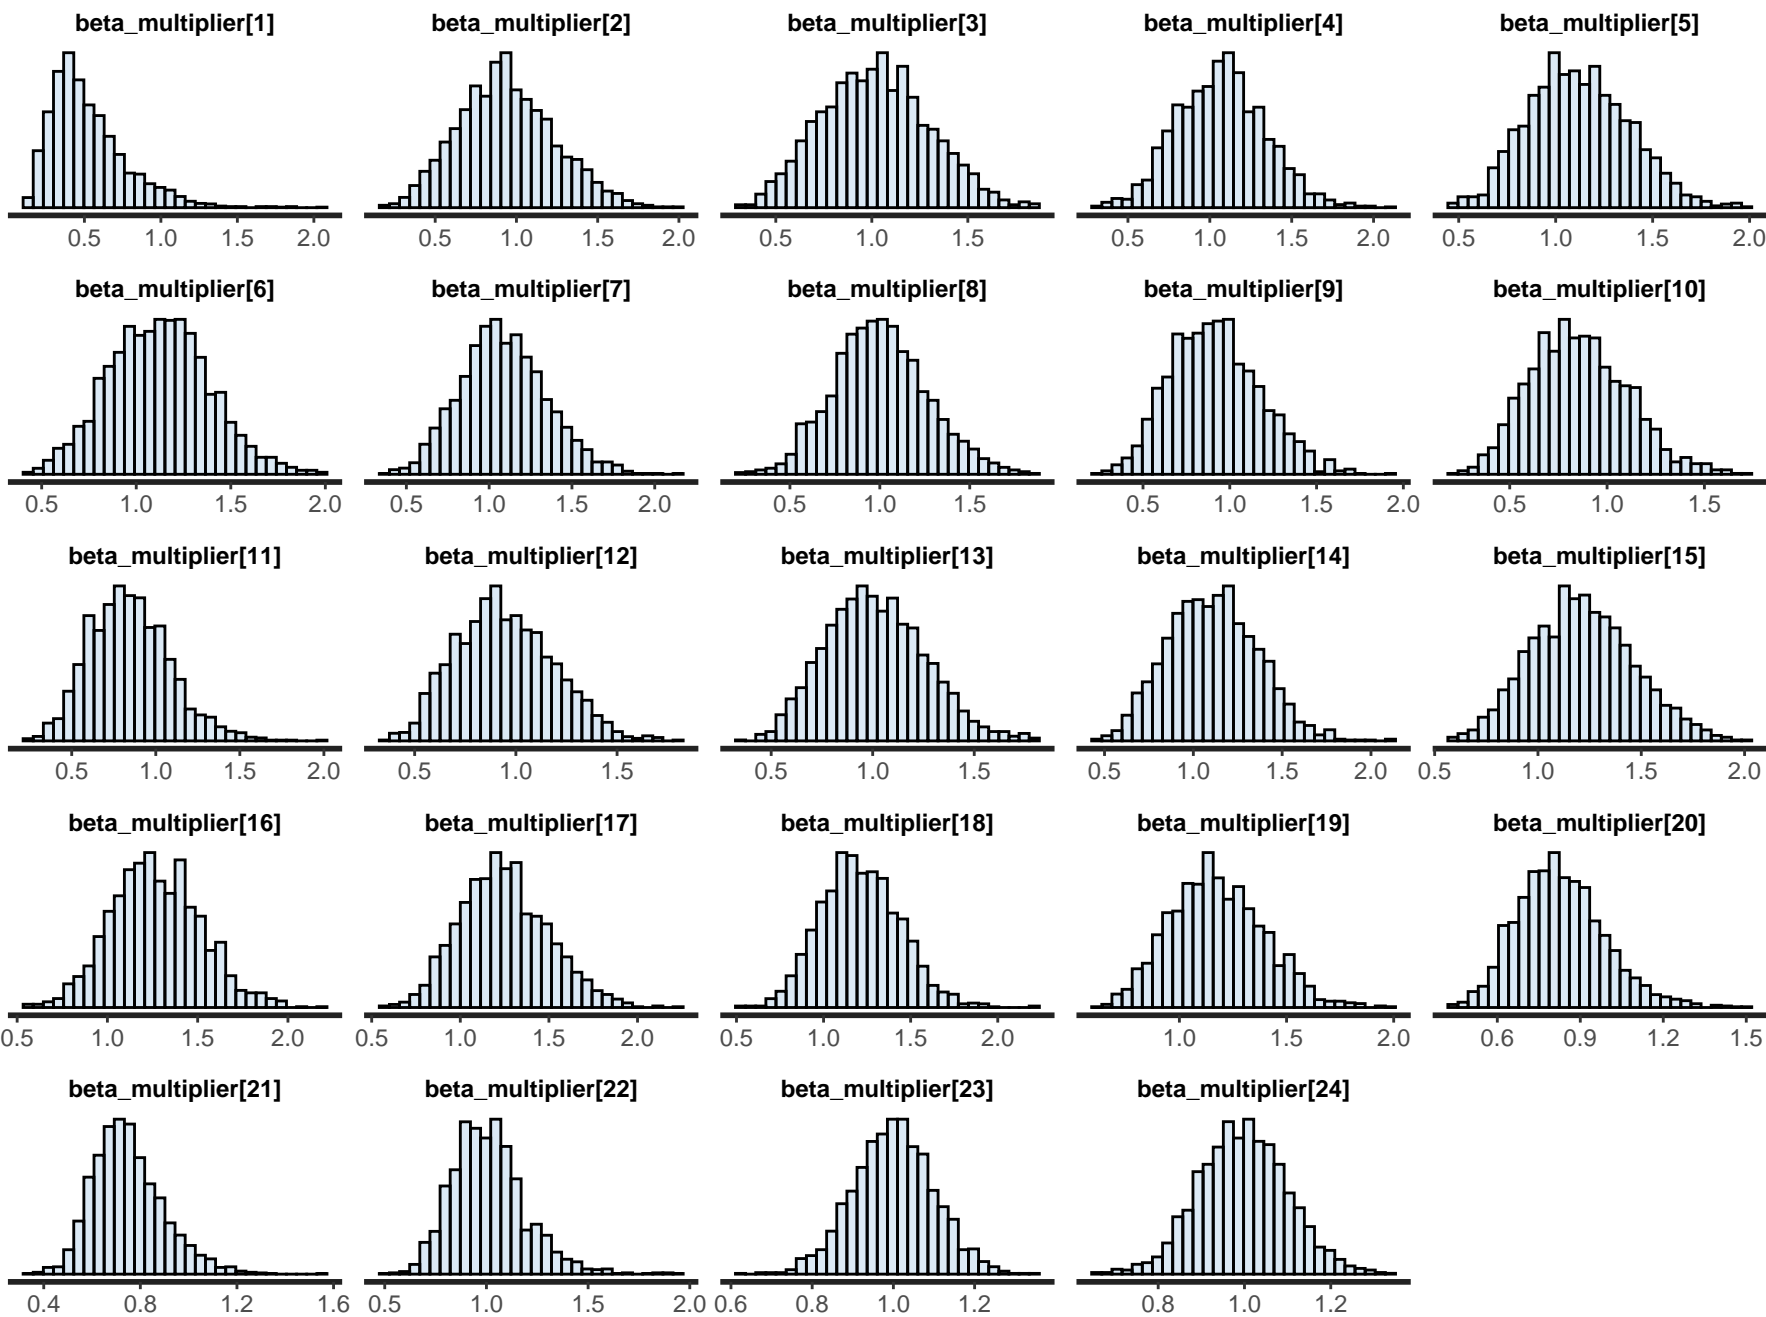 beta_multiplier[1] beta_multiplier[2] beta_multiplier[3] beta_multiplier[4] beta_multiplier[5]
0.5 1.0 1.5 2.0 0.5 1.0 1.5 2.0 0.5 1.0 1.5 0.5 1.0 1.5 2.0 0.5 1.0 1.5 2.0
beta_multiplier[6] beta_multiplier[7] beta_multiplier[8] beta_multiplier[9] beta_multiplier[10]
0.5 1.0 1.5 2.0 0.5 1.0 1.5 2.0 0.5 1.0 1.5 0.5 1.0 1.5 2.0 0.5 1.0 1.5
beta_multiplier[11] beta_multiplier[12] beta_multiplier[13] beta_multiplier[14] beta_multiplier[15]
0.5 1.0 1.5 2.0 0.5 1.0 1.5 0.5 1.0 1.5 0.5 1.0 1.5 2.0 0.5 1.0 1.5 2.0
beta_multiplier[16] beta_multiplier[17] beta_multiplier[18] beta_multiplier[19] beta_multiplier[20]
0.5 1.0 1.5 2.0 0.5 1.0 1.5 2.0 0.5 1.0 1.5 2.0 1.0 1.5 2.0 0.6 0.9 1.2 1.5
beta_multiplier[21] beta_multiplier[22] beta_multiplier[23] beta_multiplier[24]
0.4 0.8 1.2 1.6 0.5 1.0 1.5 2.0 0.6 0.8 1.0 1.2 0.8 1.0 1.2